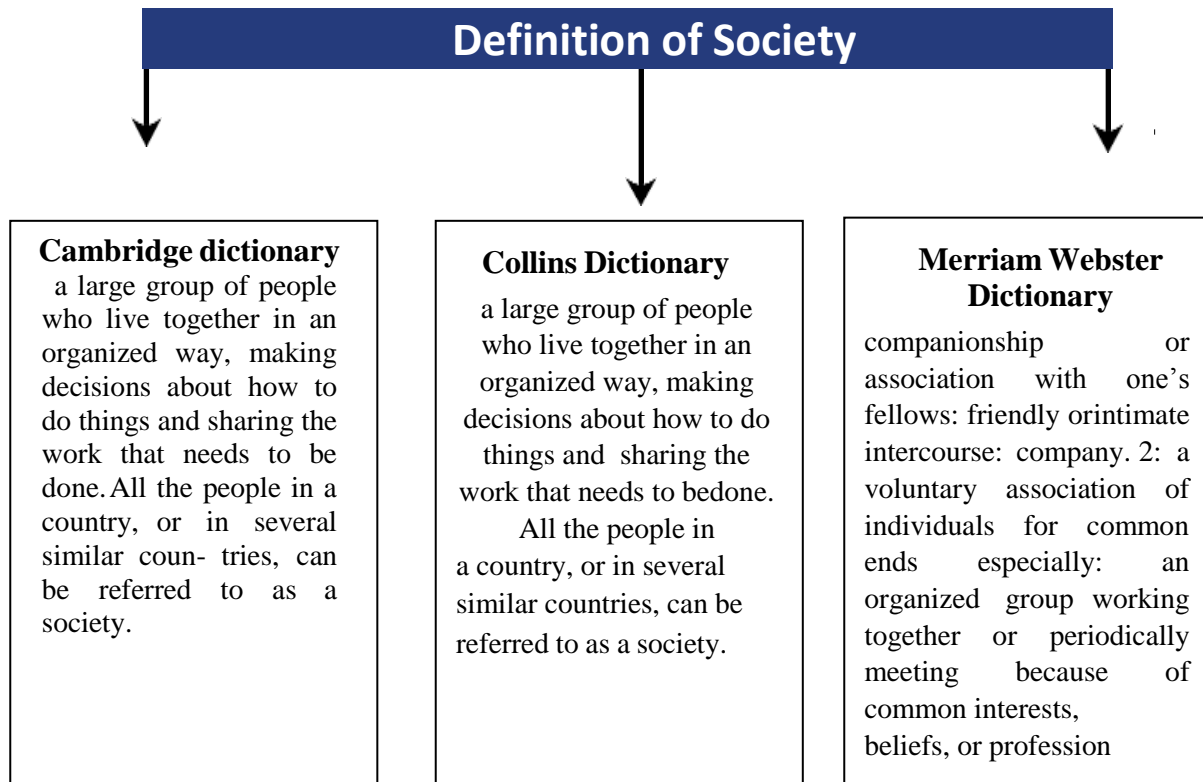 Definition of Society
Cambridge dictionary
a large group of people
who live together in an
organized way, making
decisions about how to
do things and sharing the
work that needs to be
done. All the people in a
country, or in several
similar coun- tries, can
be referred to as a
society.
Collins Dictionary
a large group of people
who live together in an
organized way, making
decisions about how to do
things and sharing the
work that needs to bedone.
All the people in
a country, or in several
similar countries, can be
referred to as a society.
Merriam Webster
Dictionary
companionship or
association with one’s
fellows: friendly orintimate
intercourse: company. 2: a
voluntary association of
individuals for common
ends especially: an
organized group working
together or periodically
meeting because of
common interests,
beliefs, or profession